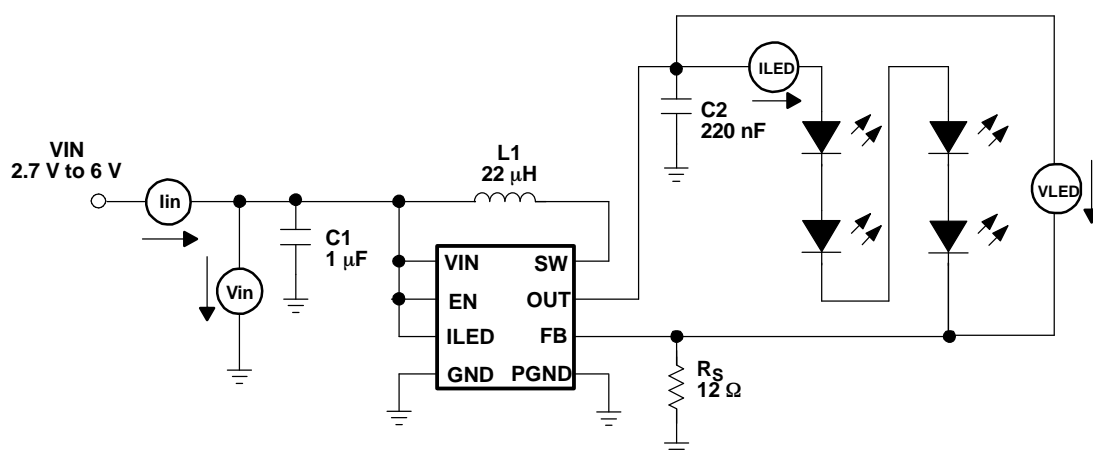 ILED
C2
220 nF
VIN
2.7 V to 6 V
L1
22 μH
VLED
Iin
C1
1 μF
VIN
SW
Vin
EN
OUT
ILED
FB
GND
PGND
RS
12 Ω